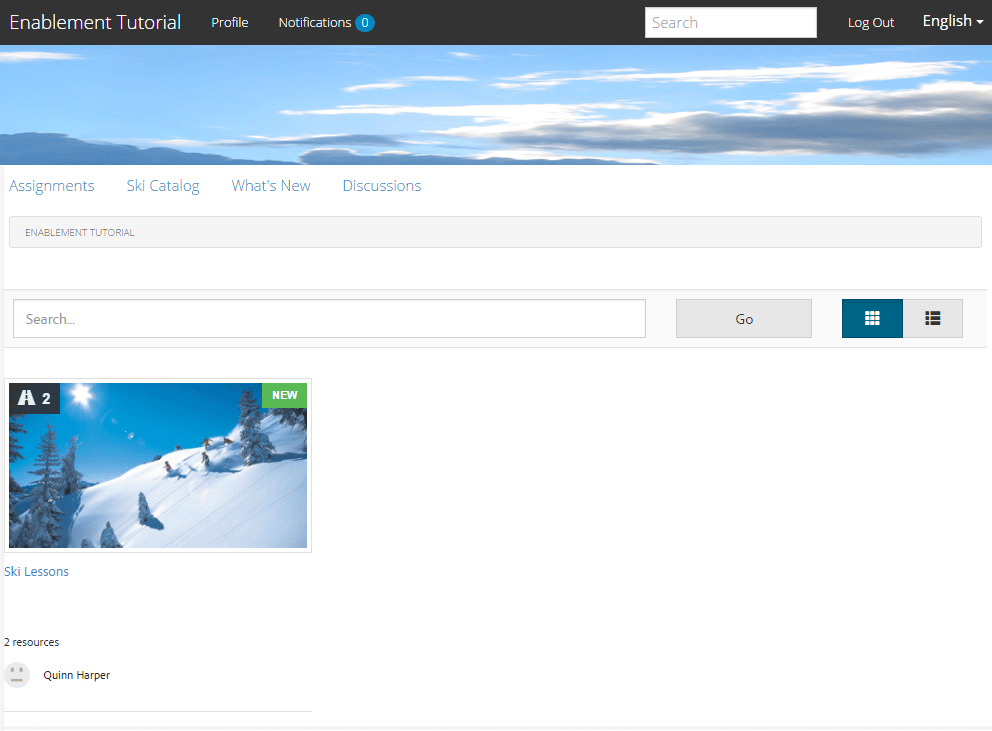 Enablement Tutorial Profile Notifications 0 Search Log Out English
Assignments Ski Catalog What's New Discussions
ENABLEMENT TUTORIAL
Search... Go
2 NEW
Ski Lessons
2 resources
Quinn Harper